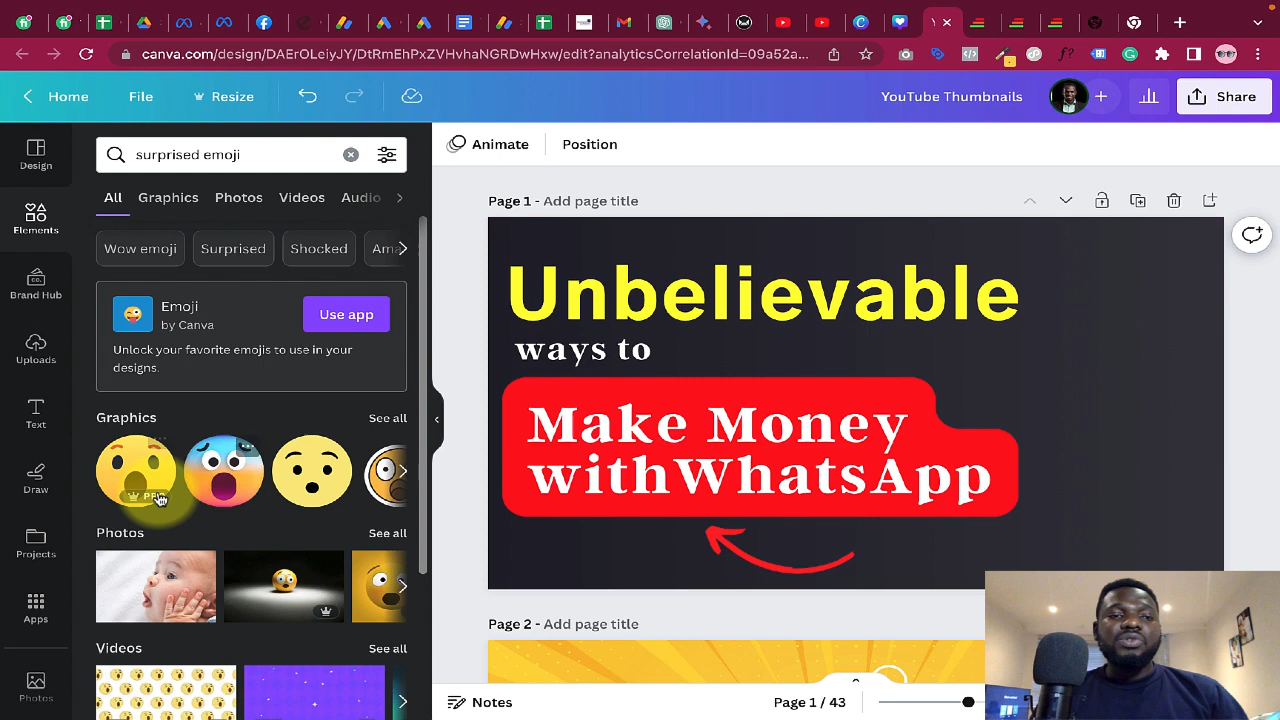 canva.com/design/DAErOLeiyJY/DtRmEhPxZVHvhaNGRDwHxw/edit?analyticsCorrelationId=09a52a...
Home
File
Resize
YouTube Thumbnails
Share
Design
Elements
Brand Hub
Uploads
Text
Draw
Projects
Apps
Photos
surprised emoji
All
Graphics
Photos
Videos
Audio
Wow emoji
Surprised
Shocked
Ama
Emoji
by Canva
Use app
Unlock your favorite emojis to use in your
designs.
Graphics
See all
Photos
See all
Videos
See all
Animate
Position
Page 1 - Add page title
Unbelievable
ways to
Make Money
withWhatsApp
Page 2 - Add page title
Notes
Page 1 / 43